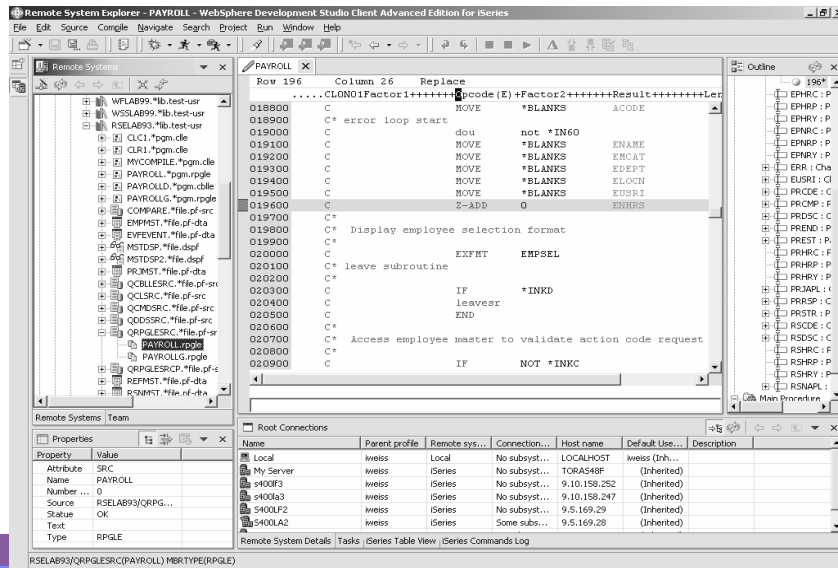 Remote System Explorer - PAYROLL - WebSphere Development Studio Client Advanced Edition for iSeries
File Edit Source Compile Navigate Search Project Run Window Help
Remote Systems
WFLAB99.*lib.test-usr
WSSLAB99.*lib.test-usr
RSELAB93.*lib.test-usr
CLC1.*pgm.cle
CLR1.*pgm.cle
MYCOMPILE.*pgm.cle
PAYROLL.*pgm.rpgle
PAYROLLD.*pgm.cblle
PAYROLLG.*pgm.rpgle
COMPARE.*file.pf-src
EMPMST.*file.pf-dta
EVFEVENT.*file.pf-dta
MSTDSP.*file.dspf
MSTDSP2.*file.dspf
PRJMST.*file.pf-dta
QCBLLESRC.*file.pf-src
QCLSRC.*file.pf-src
QCMDSRC.*file.pf-src
QDDSSRC.*file.pf-src
QRPGLESRC.*file.pf-sr
PAYROLL.rpgle
PAYROLLG.rpgle
QRPGLESRCP.*file.pf-s
REFMST.*file.pf-dta
RSNMST.*file.pf-dta
Remote Systems Team
PAYROLL
Row 196 Column 26 Replace
.....CLON01Factor1+++++++Opcode(E)+Factor2+++++++Result++++++++Len
018800 C MOVE *BLANKS ACODE
018900 C* error loop start
019000 C dou not *IN60
019100 C MOVE *BLANKS ENAME
019200 C MOVE *BLANKS EMCAT
019300 C MOVE *BLANKS EDEPT
019400 C MOVE *BLANKS ELOCN
019500 C MOVE *BLANKS EUSRI
019600 C Z-ADD 0 ENHRS
019700 C*
019800 C* Display employee selection format
019900 C*
020000 C EXFMT EMPSEL
020100 C* leave subroutine
020200 C*
020300 C IF *INKD
020400 C leavesr
020500 C END
020600 C*
020700 C* Access employee master to validate action code request
020800 C*
020900 C IF NOT *INKC
Outline
196*
EPHRC : P
EPHRP : P
EPHRY : P
EPNRC : P
EPNRP : P
EPNRY : P
ERR : Cha
EUSRI : Cl
PRCDE : C
PRCMP : F
PRDSC : C
PREND : P
PREST : Pa
PRHRC : P
PRHRP : P
PRHRY : P
PRJAPL : C
PRRSP : C
PRSTR : P
RSCDE : C
RSDSC : C
RSHRC : P
RSHRP : P
RSHRY : P
RSNAPL :
Main Procedure
Properties
Property Value
Attribute SRC
Name PAYROLL
Number ... 0
Source RSELAB93/QRPG...
Statue OK
Text
Type RPGLE
Root Connections
Name Parent profile Remote sys... Connection... Host name Default Use... Description
Local iweiss Local No subsyst... LOCALHOST iweiss (Inh...
My Server iweiss iSeries No subsyst... TORAS48F (Inherited)
s400lf3 iweiss iSeries No subsyst... 9.10.158.252 (Inherited)
s400la3 iweiss iSeries No subsyst... 9.10.158.247 (Inherited)
S400LF2 iweiss iSeries No subsyst... 9.5.169.29 (Inherited)
S400LA2 iweiss iSeries Some subs... 9.5.169.28 (Inherited)
Remote System Details Tasks iSeries Table View iSeries Commands Log
RSELAB93/QRPGLESRC(PAYROLL) MBRTYPE(RPGLE)